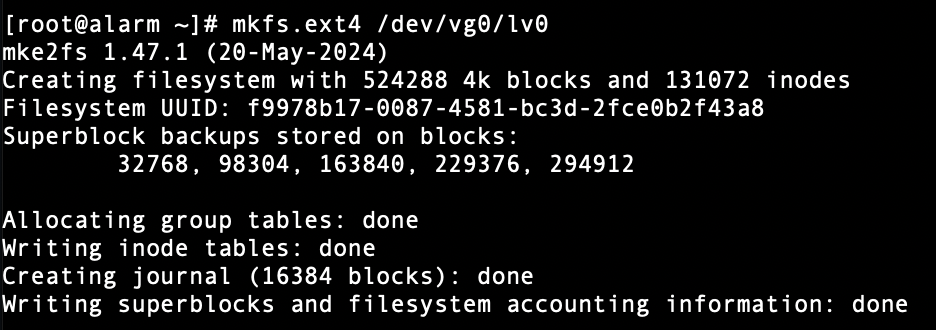 [root@alarm ~]# mkfs.ext4 /dev/vg0/lv0
mke2fs 1.47.1 (20-May-2024)
Creating filesystem with 524288 4k blocks and 131072 inodes
Filesystem UUID: f9978b17-0087-4581-bc3d-2fce0b2f43a8
Superblock backups stored on blocks:
        32768, 98304, 163840, 229376, 294912

Allocating group tables: done
Writing inode tables: done
Creating journal (16384 blocks): done
Writing superblocks and filesystem accounting information: done